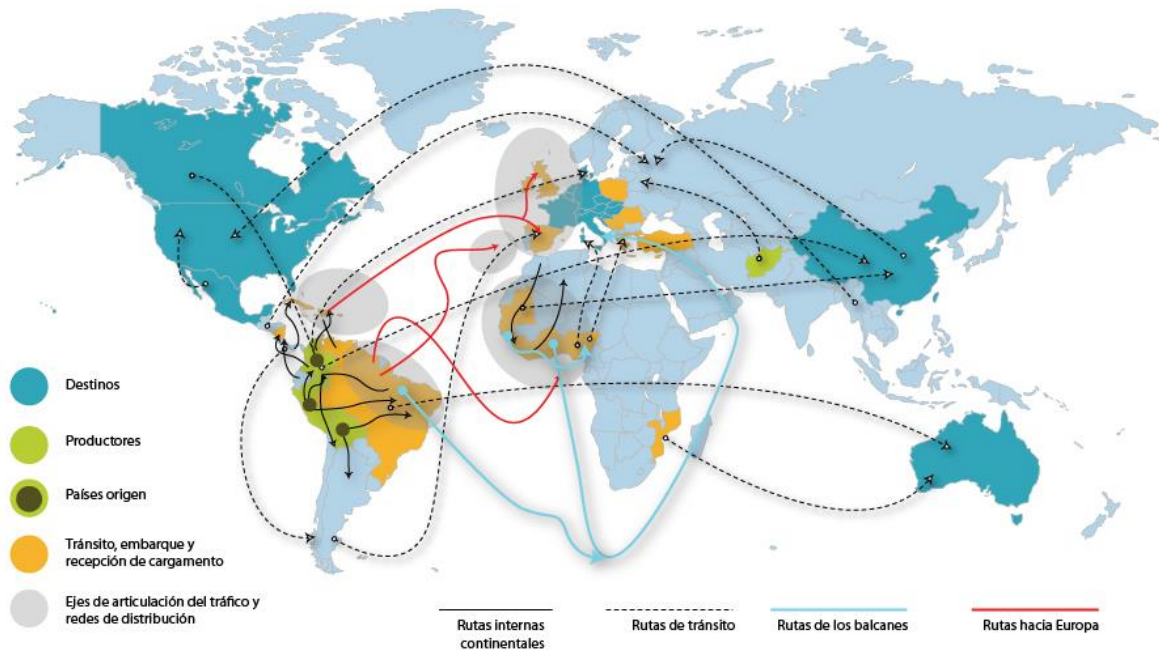 Destinos
Productores
Países origen
Tránsito, embarque y
recepción de cargamento
Ejes de articulación del tráfico y
redes de distribución
Rutas internas
continentales
Rutas de tránsito
Rutas de los balcanes
Rutas hacia Europa